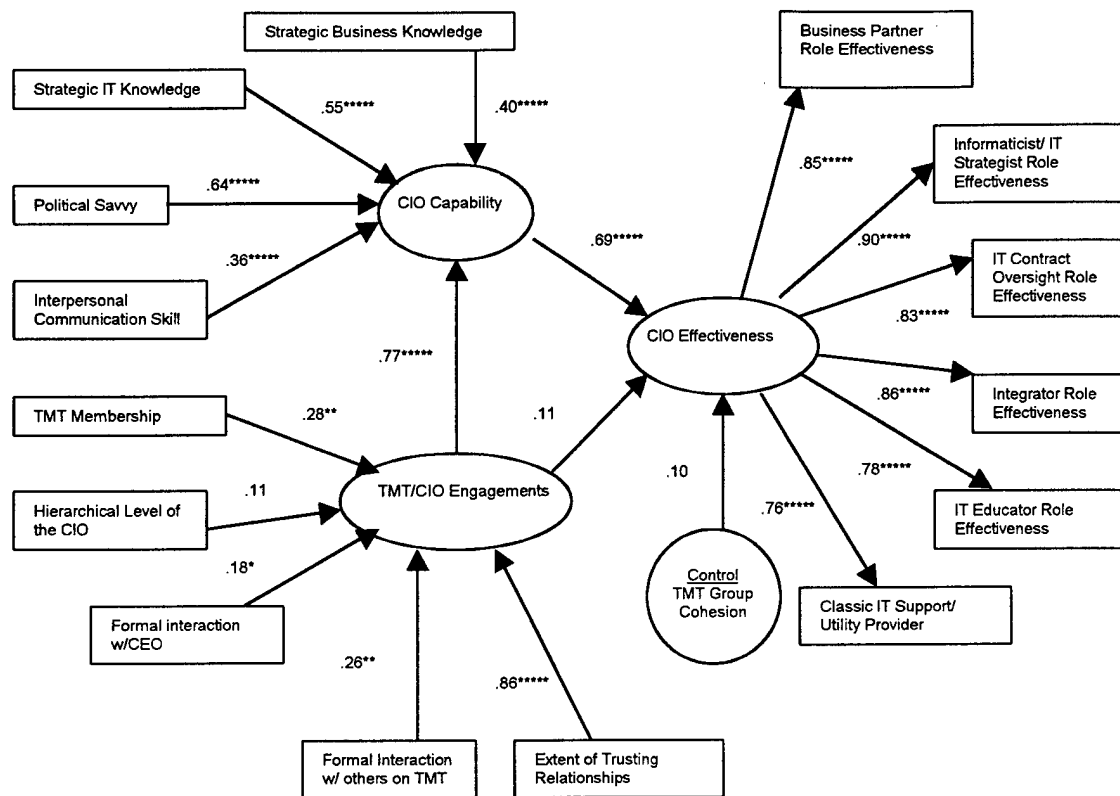 Strategic Business Knowledge
Business Partner
Role Effectiveness
Strategic IT Knowledge
.55*****
.40*****
.85*****
Informaticist/ IT
Strategist Role
Effectiveness
Political Savvy
.64*****
CIO Capability
.36*****
.69*****
.90*****
IT Contract
Oversight Role
Effectiveness
Interpersonal
Communication Skill
.83*****
CIO Effectiveness
.77*****
.86*****
Integrator Role
Effectiveness
TMT Membership
.28**
.11
.78*****
TMT/CIO Engagements
.10
.76*****
IT Educator Role
Effectiveness
Hierarchical Level of
the CIO
.11
.18*
Control
TMT Group
Cohesion
Classic IT Support/
Utility Provider
Formal interaction
w/CEO
.26**
.86*****
Formal Interaction
w/ others on TMT
Extent of Trusting
Relationships